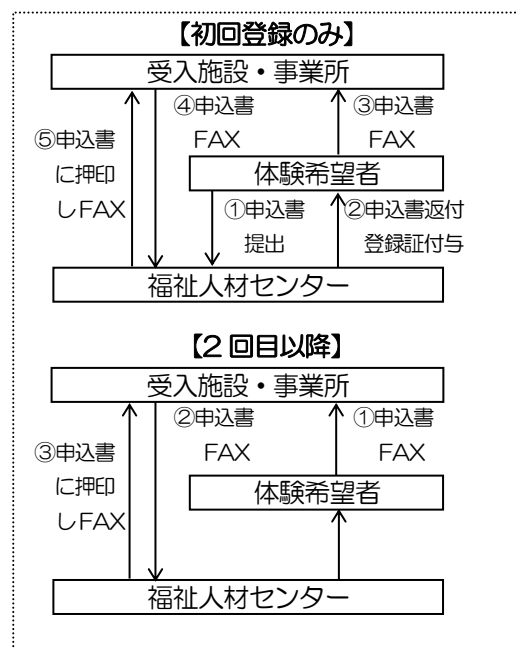 【初回登録のみ】
受入施設・事業所
④申込書
FAX
③申込書
FAX
⑤申込書
に押印
しFAX
体験希望者
①申込書
提出
②申込書返付
登録証付与
福祉人材センター
【2回目以降】
受入施設・事業所
②申込書
FAX
①申込書
FAX
③申込書
に押印
しFAX
体験希望者
福祉人材センター